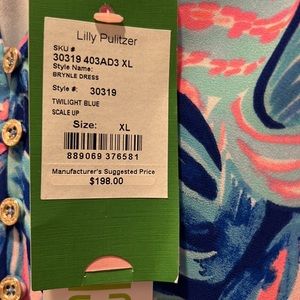 Lilly Pulitzer
SKU #
30319 403AD3 XL
Style Name:
BRYNLE DRESS
Style #: 30319
TWILIGHT BLUE
SCALE UP
Size: XL
889069 376581
Manufacturer's Suggested Price
$198.00